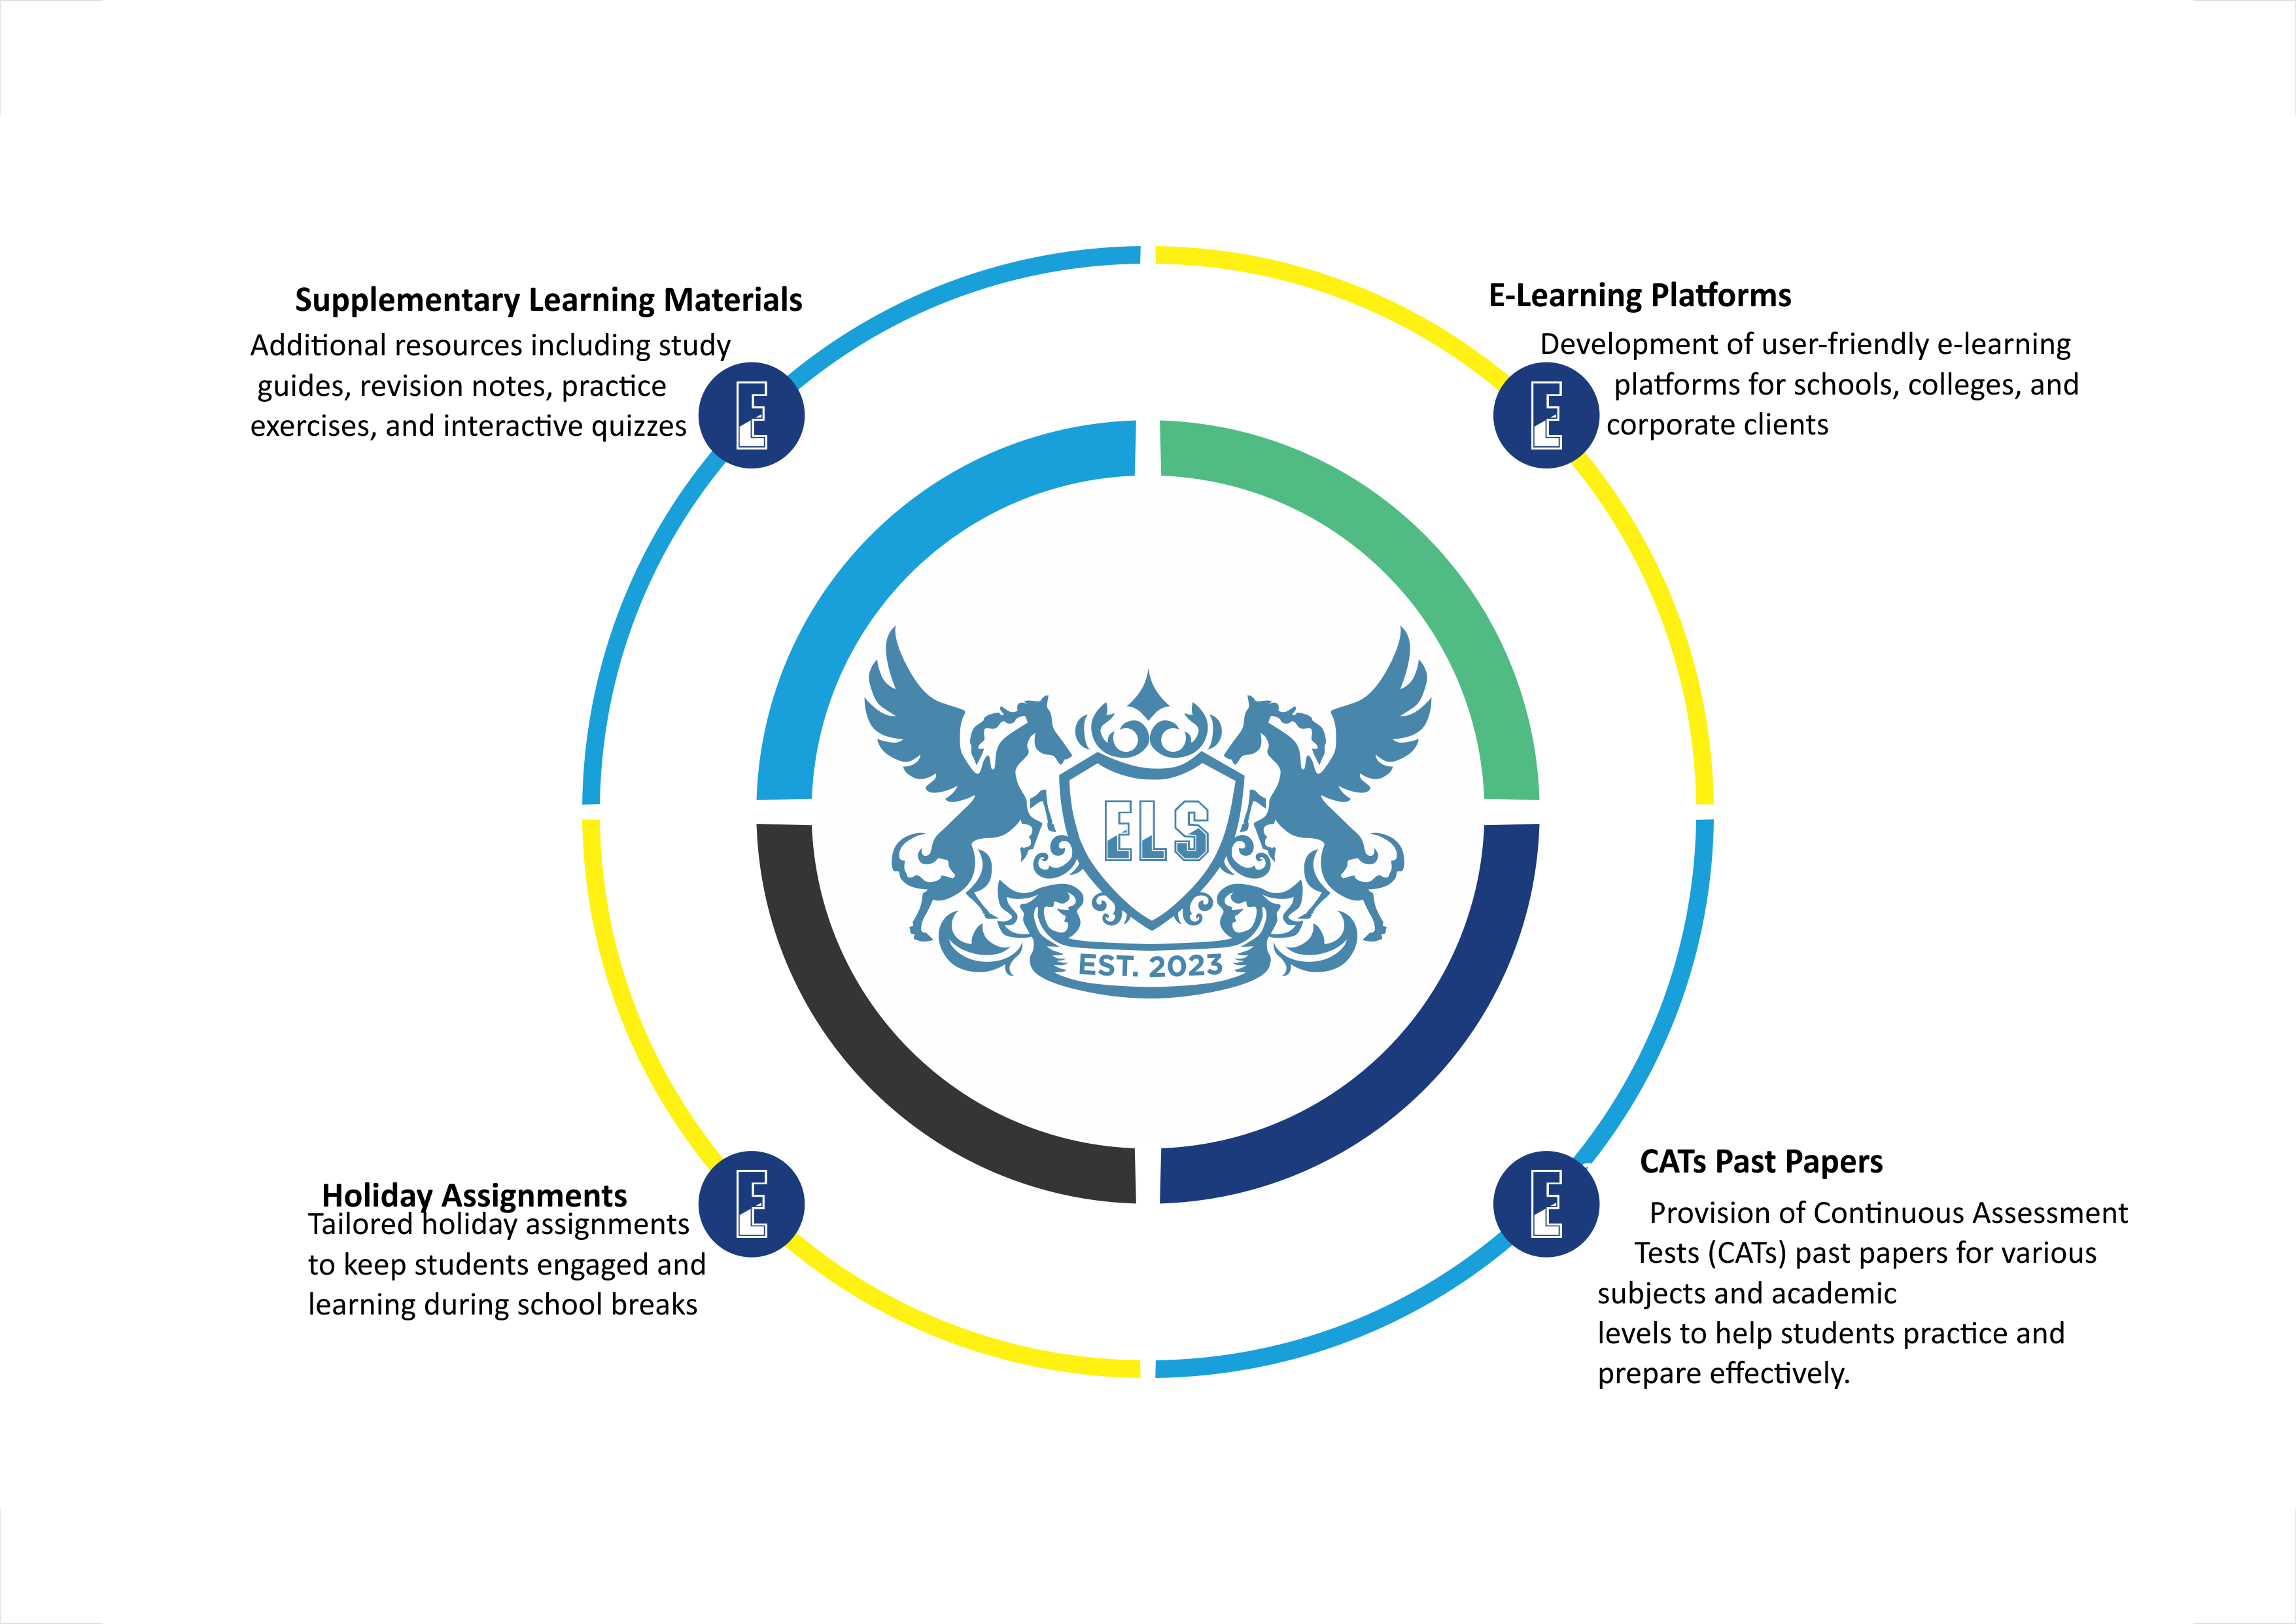 Supplementary Learning Materials
Additional resources including study
guides, revision notes, practice
exercises, and interactive quizzes
E
E-Learning Platforms
Development of user-friendly e-learning
platforms for schools, colleges, and
corporate clients
E
ELS
EST. 2023
Holiday Assignments
Tailored holiday assignments
to keep students engaged and
learning during school breaks
E
CATs Past Papers
Provision of Continuous Assessment
Tests (CATs) past papers for various
subjects and academic
levels to help students practice and
prepare effectively.
E